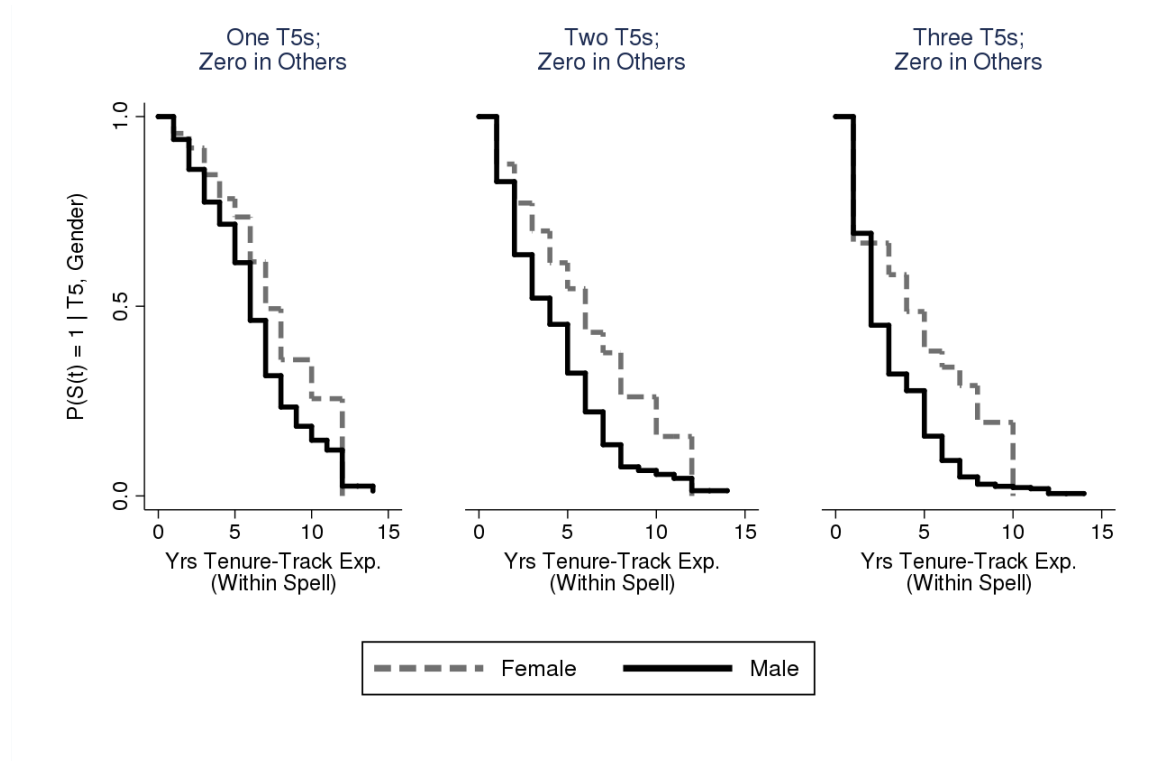 One T5s;
Zero in Others
Two T5s;
Zero in Others
Three T5s;
Zero in Others
P(S(t) = 1 | T5, Gender)
1.0
0.5
0.0
0 5 10 15
Yrs Tenure-Track Exp.
(Within Spell)
0 5 10 15
Yrs Tenure-Track Exp.
(Within Spell)
0 5 10 15
Yrs Tenure-Track Exp.
(Within Spell)
Female Male